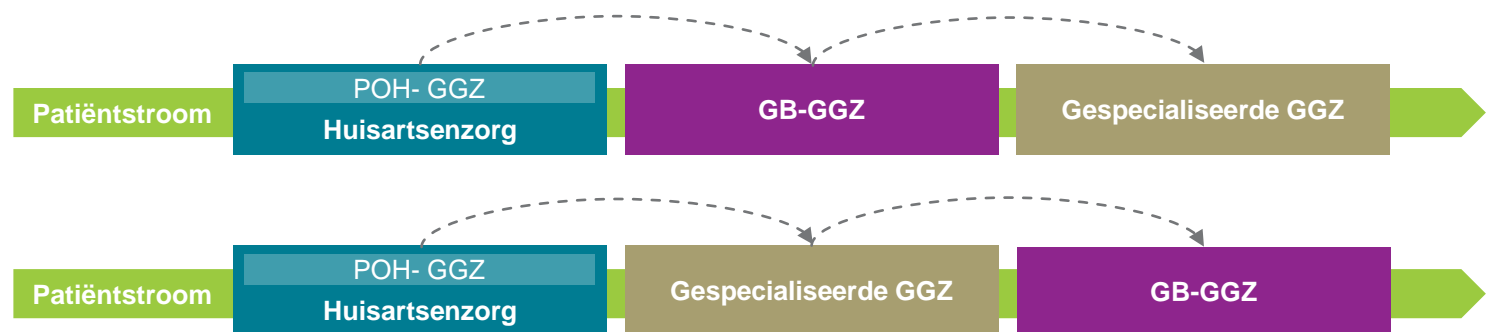 POH- GGZ
Patiëntstroom
Huisartsenzorg
GB-GGZ
Gespecialiseerde GGZ
POH- GGZ
Patiëntstroom
Huisartsenzorg
Gespecialiseerde GGZ
GB-GGZ